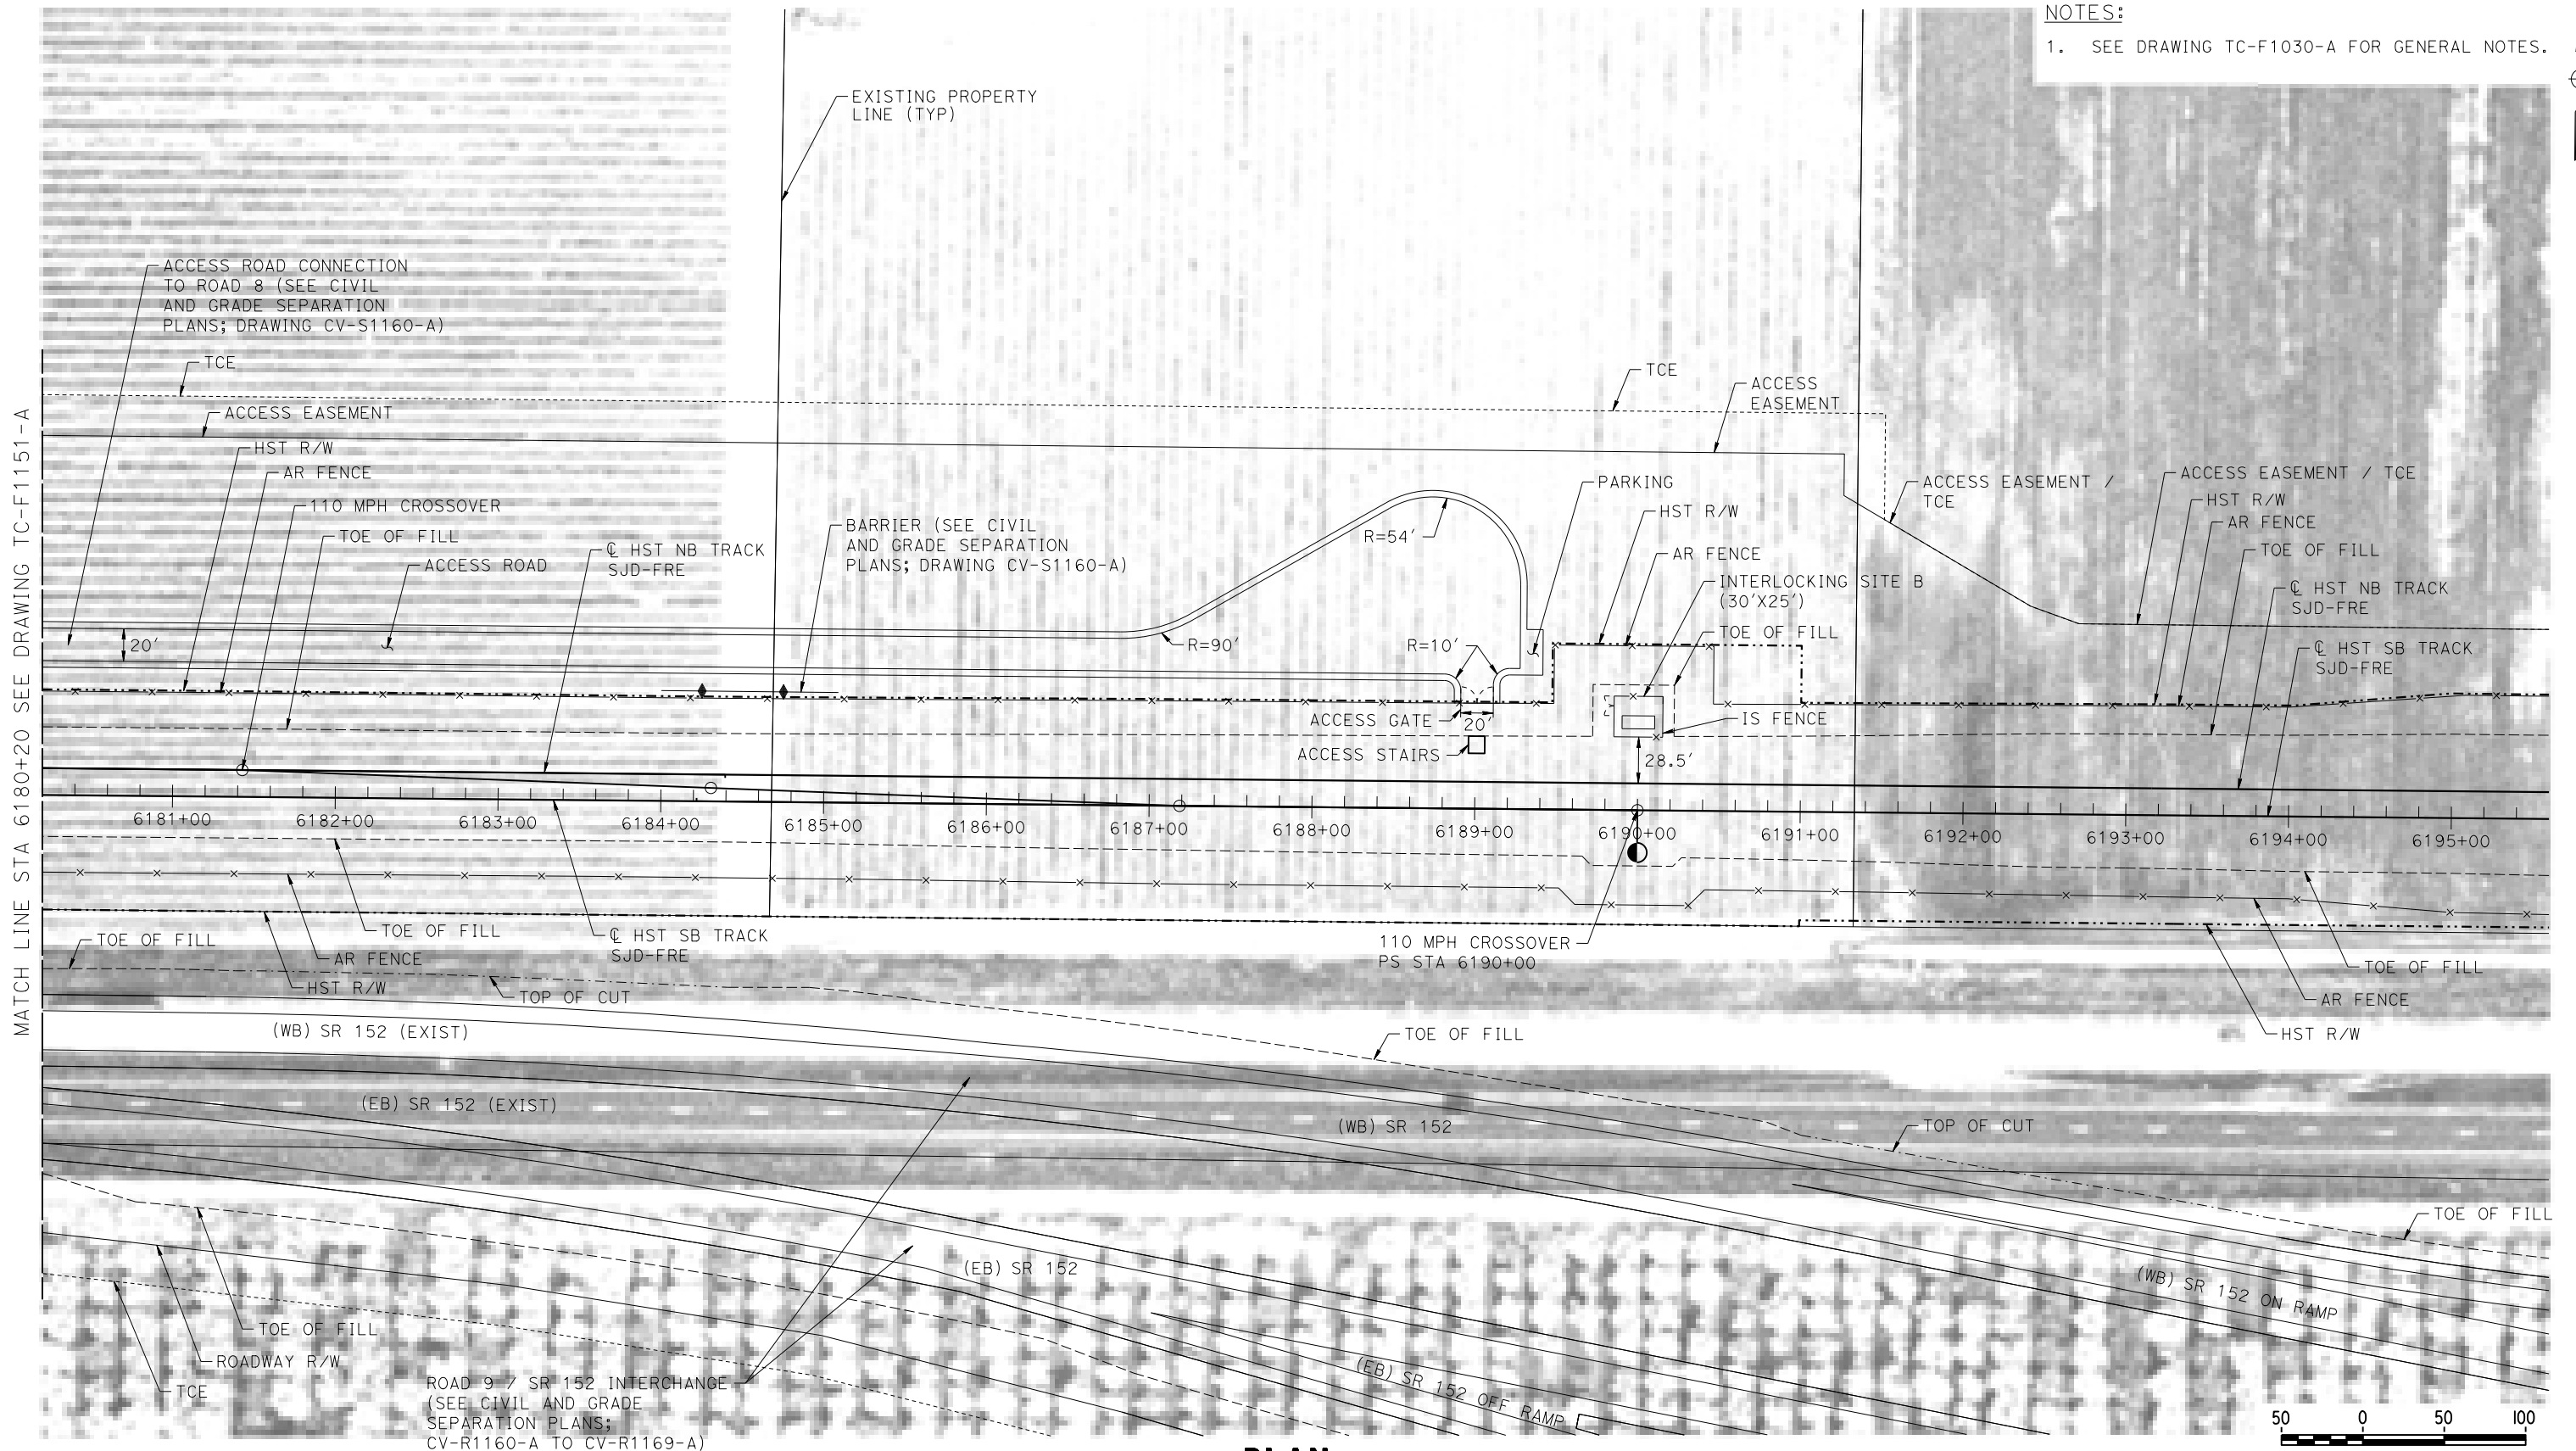 NOTES:
1. SEE DRAWING TC-F1030-A FOR GENERAL NOTES.
EXISTING PROPERTY
LINE (TYP)
ACCESS ROAD CONNECTION
TO ROAD 8 (SEE CIVIL
AND GRADE SEPARATION
PLANS; DRAWING CV-S1160-A)
TCE
ACCESS EASEMENT
HST R/W
AR FENCE
110 MPH CROSSOVER
TOE OF FILL
ACCESS ROAD
℄ HST NB TRACK
SJD-FRE
BARRIER (SEE CIVIL
AND GRADE SEPARATION
PLANS; DRAWING CV-S1160-A)
TCE
ACCESS
EASEMENT
PARKING
R=54'
HST R/W
AR FENCE
INTERLOCKING SITE B
(30'X25')
TOE OF FILL
ACCESS EASEMENT /
TCE
ACCESS EASEMENT / TCE
HST R/W
AR FENCE
TOE OF FILL
℄ HST NB TRACK
SJD-FRE
℄ HST SB TRACK
SJD-FRE
20'
R=90'
R=10'
ACCESS GATE
20'
ACCESS STAIRS
IS FENCE
28.5'
MATCH LINE STA 6180+20 SEE DRAWING TC-F1151-A
6181+00
6182+00
6183+00
6184+00
6185+00
6186+00
6187+00
6188+00
6189+00
6190+00
6191+00
6192+00
6193+00
6194+00
6195+00
TOE OF FILL
TOE OF FILL
AR FENCE
HST R/W
℄ HST SB TRACK
SJD-FRE
TOP OF CUT
110 MPH CROSSOVER
PS STA 6190+00
TOE OF FILL
AR FENCE
HST R/W
(WB) SR 152 (EXIST)
TOE OF FILL
(EB) SR 152 (EXIST)
(WB) SR 152
TOP OF CUT
TOE OF FILL
(EB) SR 152
(WB) SR 152 ON RAMP
TOE OF FILL
ROADWAY R/W
TCE
ROAD 9 / SR 152 INTERCHANGE
(SEE CIVIL AND GRADE
SEPARATION PLANS;
CV-R1160-A TO CV-R1169-A)
(EB) SR 152 OFF RAMP
50 0 50 100
PLAN